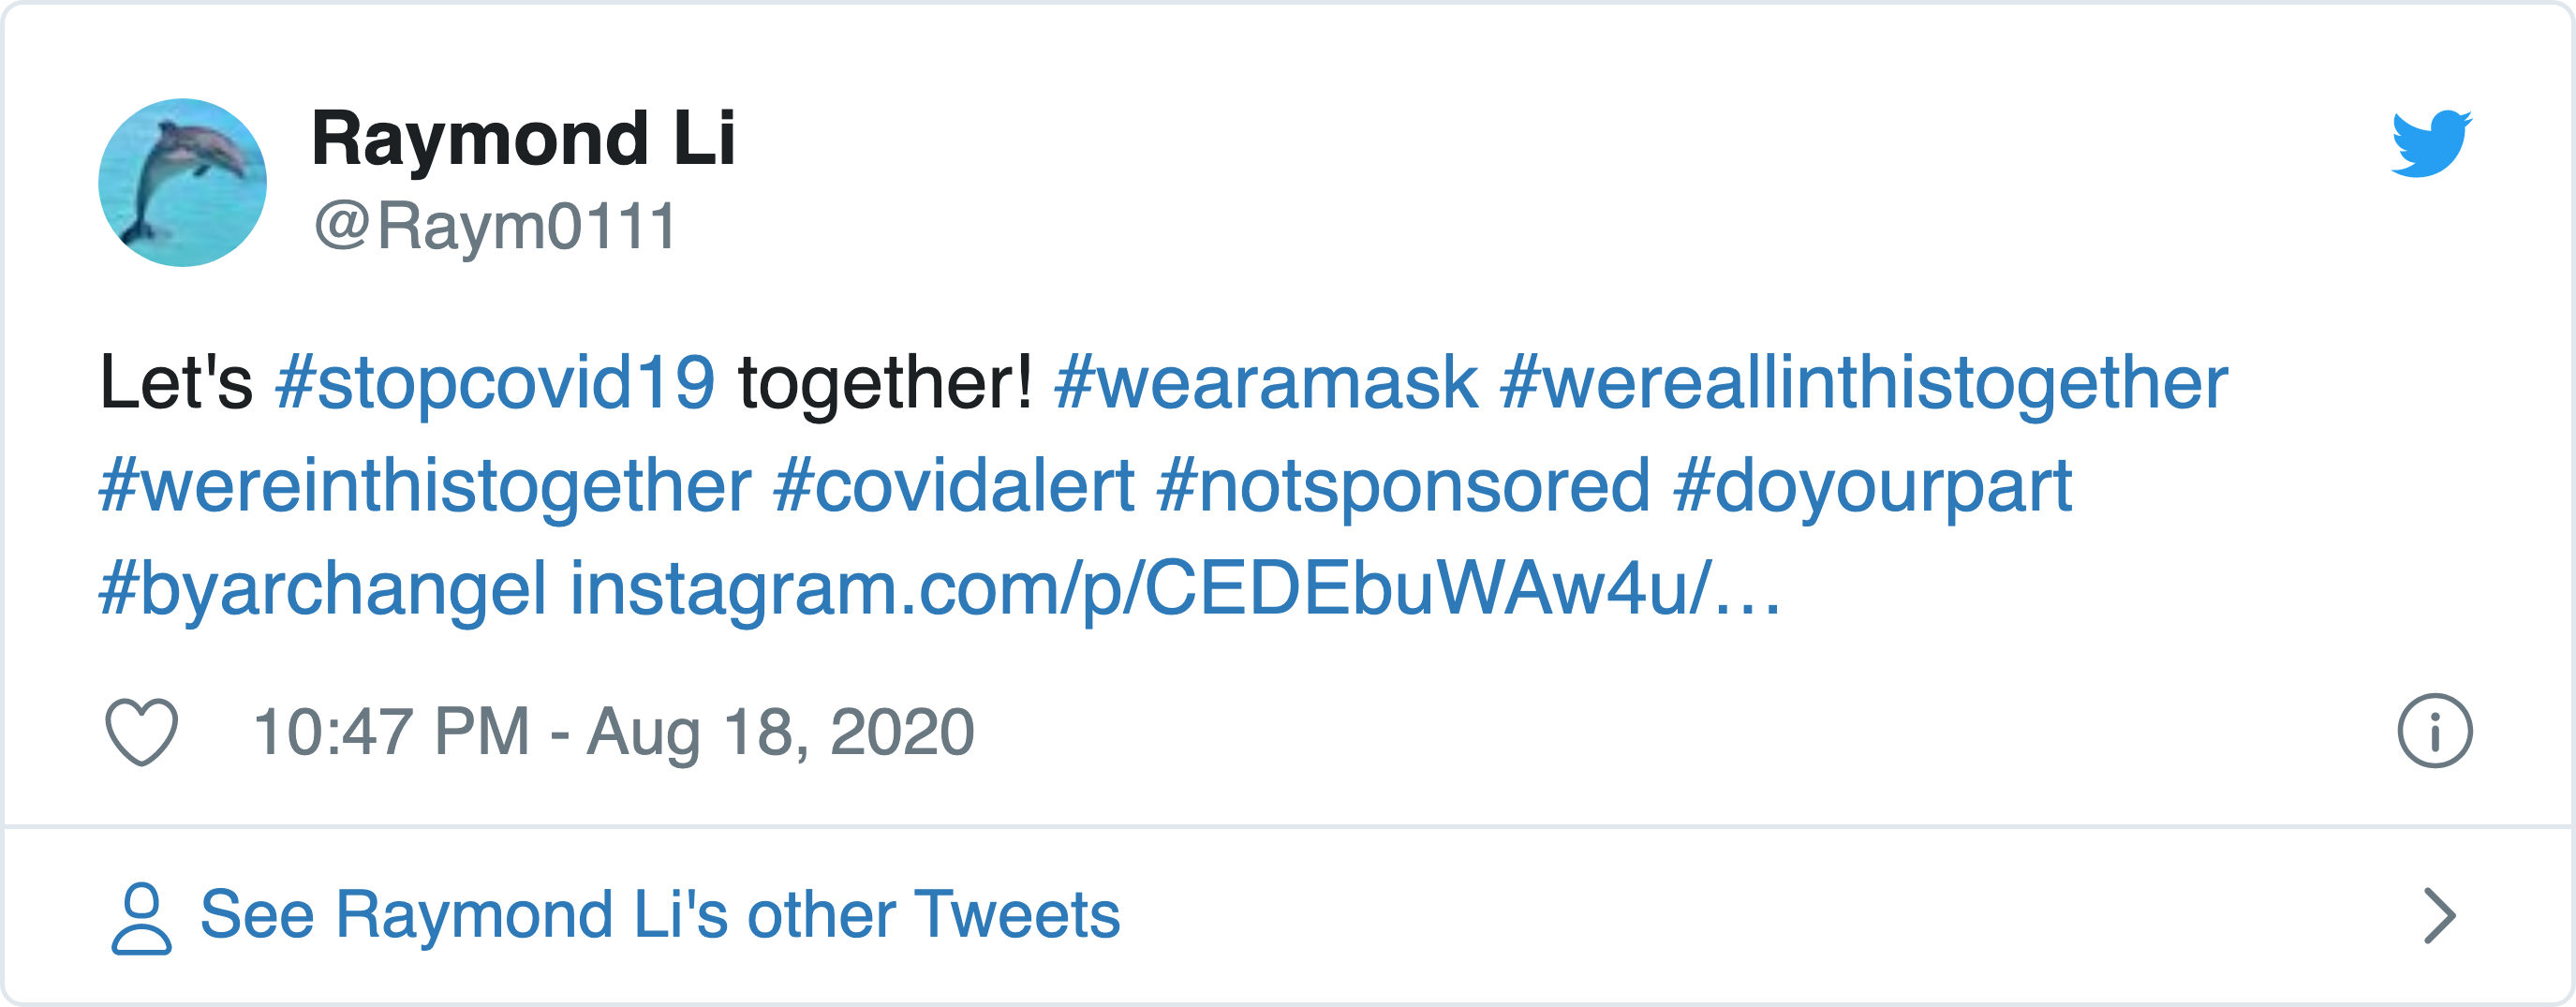 Raymond Li
@Raym0111
Let's #stopcovid19 together! #wearamask #wereallinthistogether
#wereinthistogether #covidalert #notsponsored #doyourpart
#byarchangel instagram.com/p/CEDEbuWAw4u/…
10:47 PM - Aug 18, 2020
See Raymond Li's other Tweets